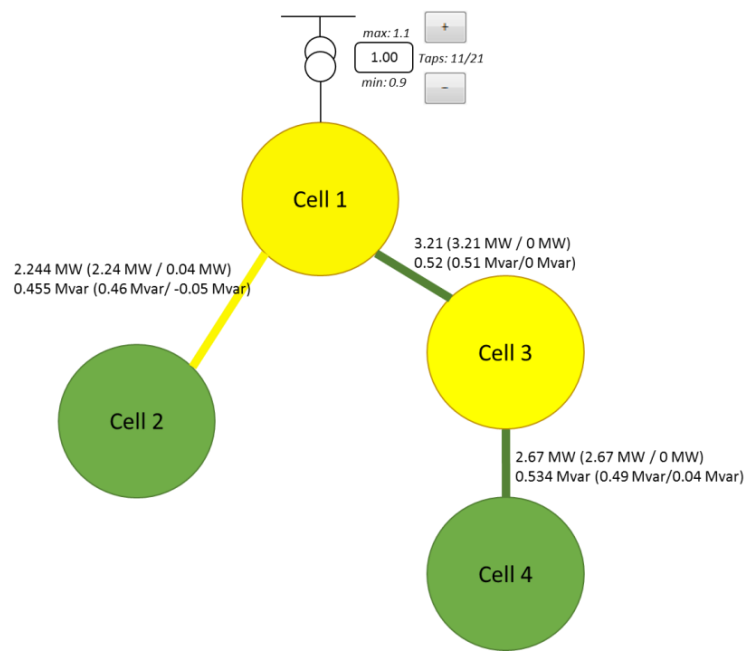 max: 1.1
+
1.00
Taps: 11/21
min: 0.9
−
Cell 1
3.21 (3.21 MW / 0 MW)
0.52 (0.51 Mvar/0 Mvar)
2.244 MW (2.24 MW / 0.04 MW)
0.455 Mvar (0.46 Mvar/ -0.05 Mvar)
Cell 3
Cell 2
2.67 MW (2.67 MW / 0 MW)
0.534 Mvar (0.49 Mvar/0.04 Mvar)
Cell 4